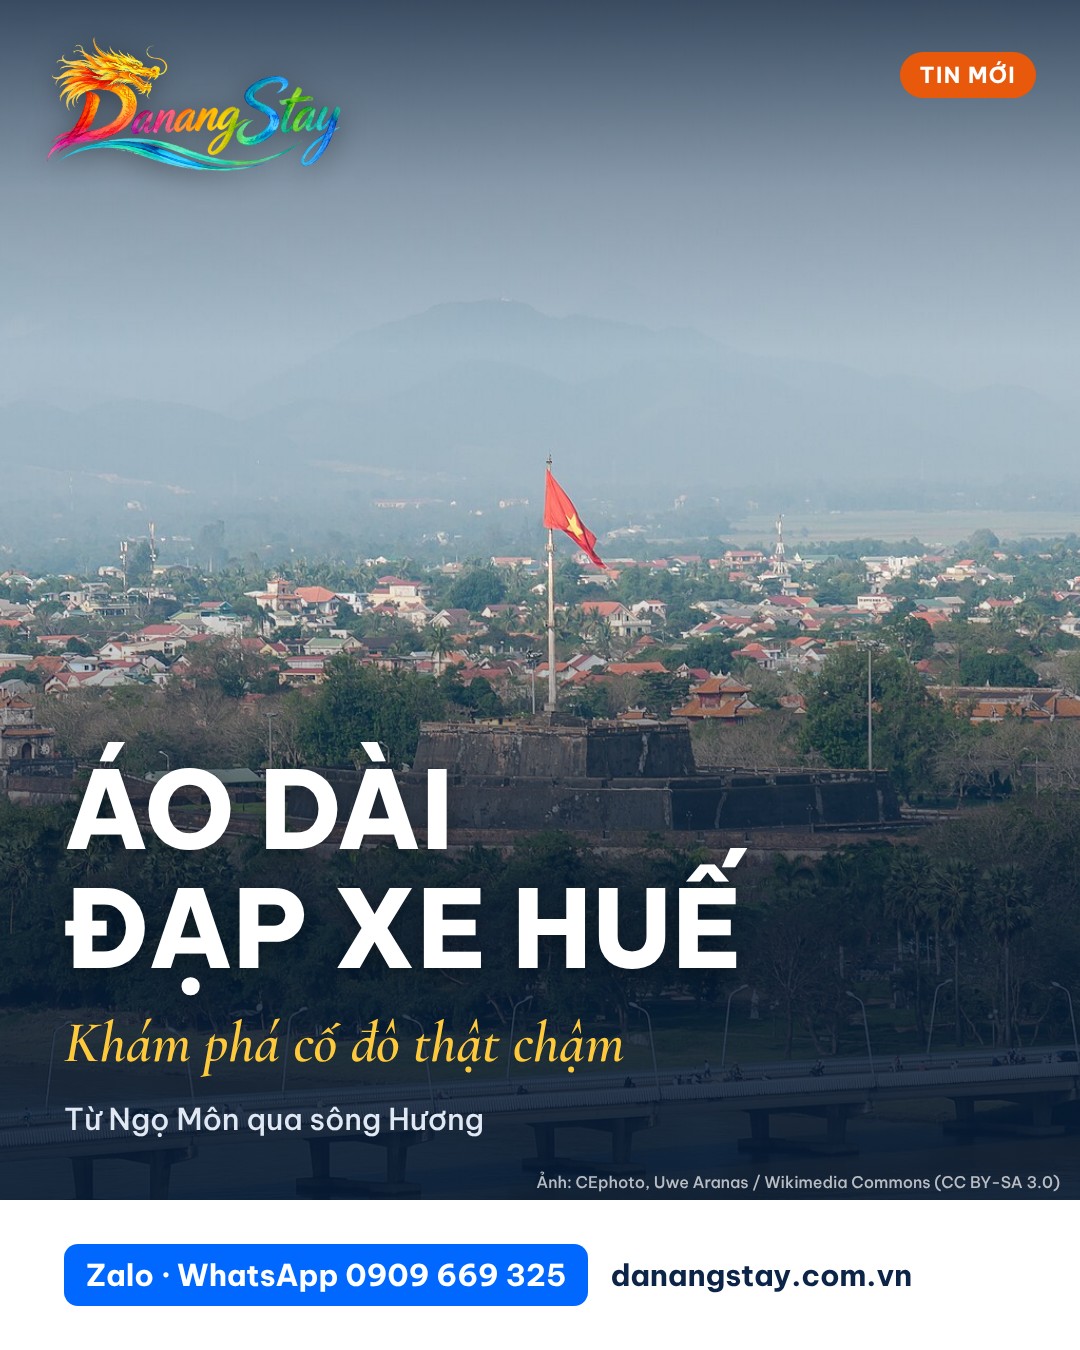 DanangStay
TIN MỚI
ÁO DÀI
ĐẠP XE HUẾ
Khám phá cố đô thật chậm
Từ Ngọ Môn qua sông Hương
Ảnh: CEphoto, Uwe Aranas / Wikimedia Commons (CC BY-SA 3.0)
Zalo · WhatsApp 0909 669 325
danangstay.com.vn